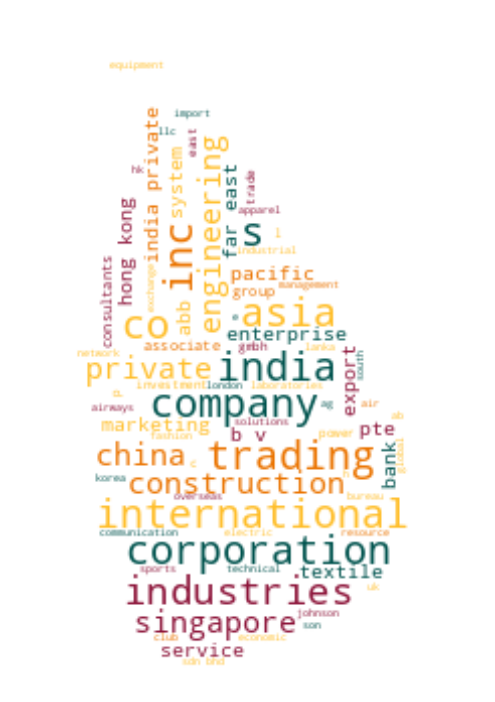 equipment
import
llc
east
hk
india private
system
engineering
far east
trade
apparel
hong kong
inc
s
l
industrial
consultants
exchange
abb
pacific
group
management
co
asia
e
enterprise
associate
gmbh
lanka
network
private
india
export
south
investment
london
laboratories
company
ag
air
airways
ab
marketing
solutions
pte
fashion
b v
power
china
trading
bank
global
c
korea
construction
h
overseas
bureau
international
communication
electric
resource
corporation
sports
technical
textile
industries
uk
singapore
johnson
son
club
economic
service
sdn bhd